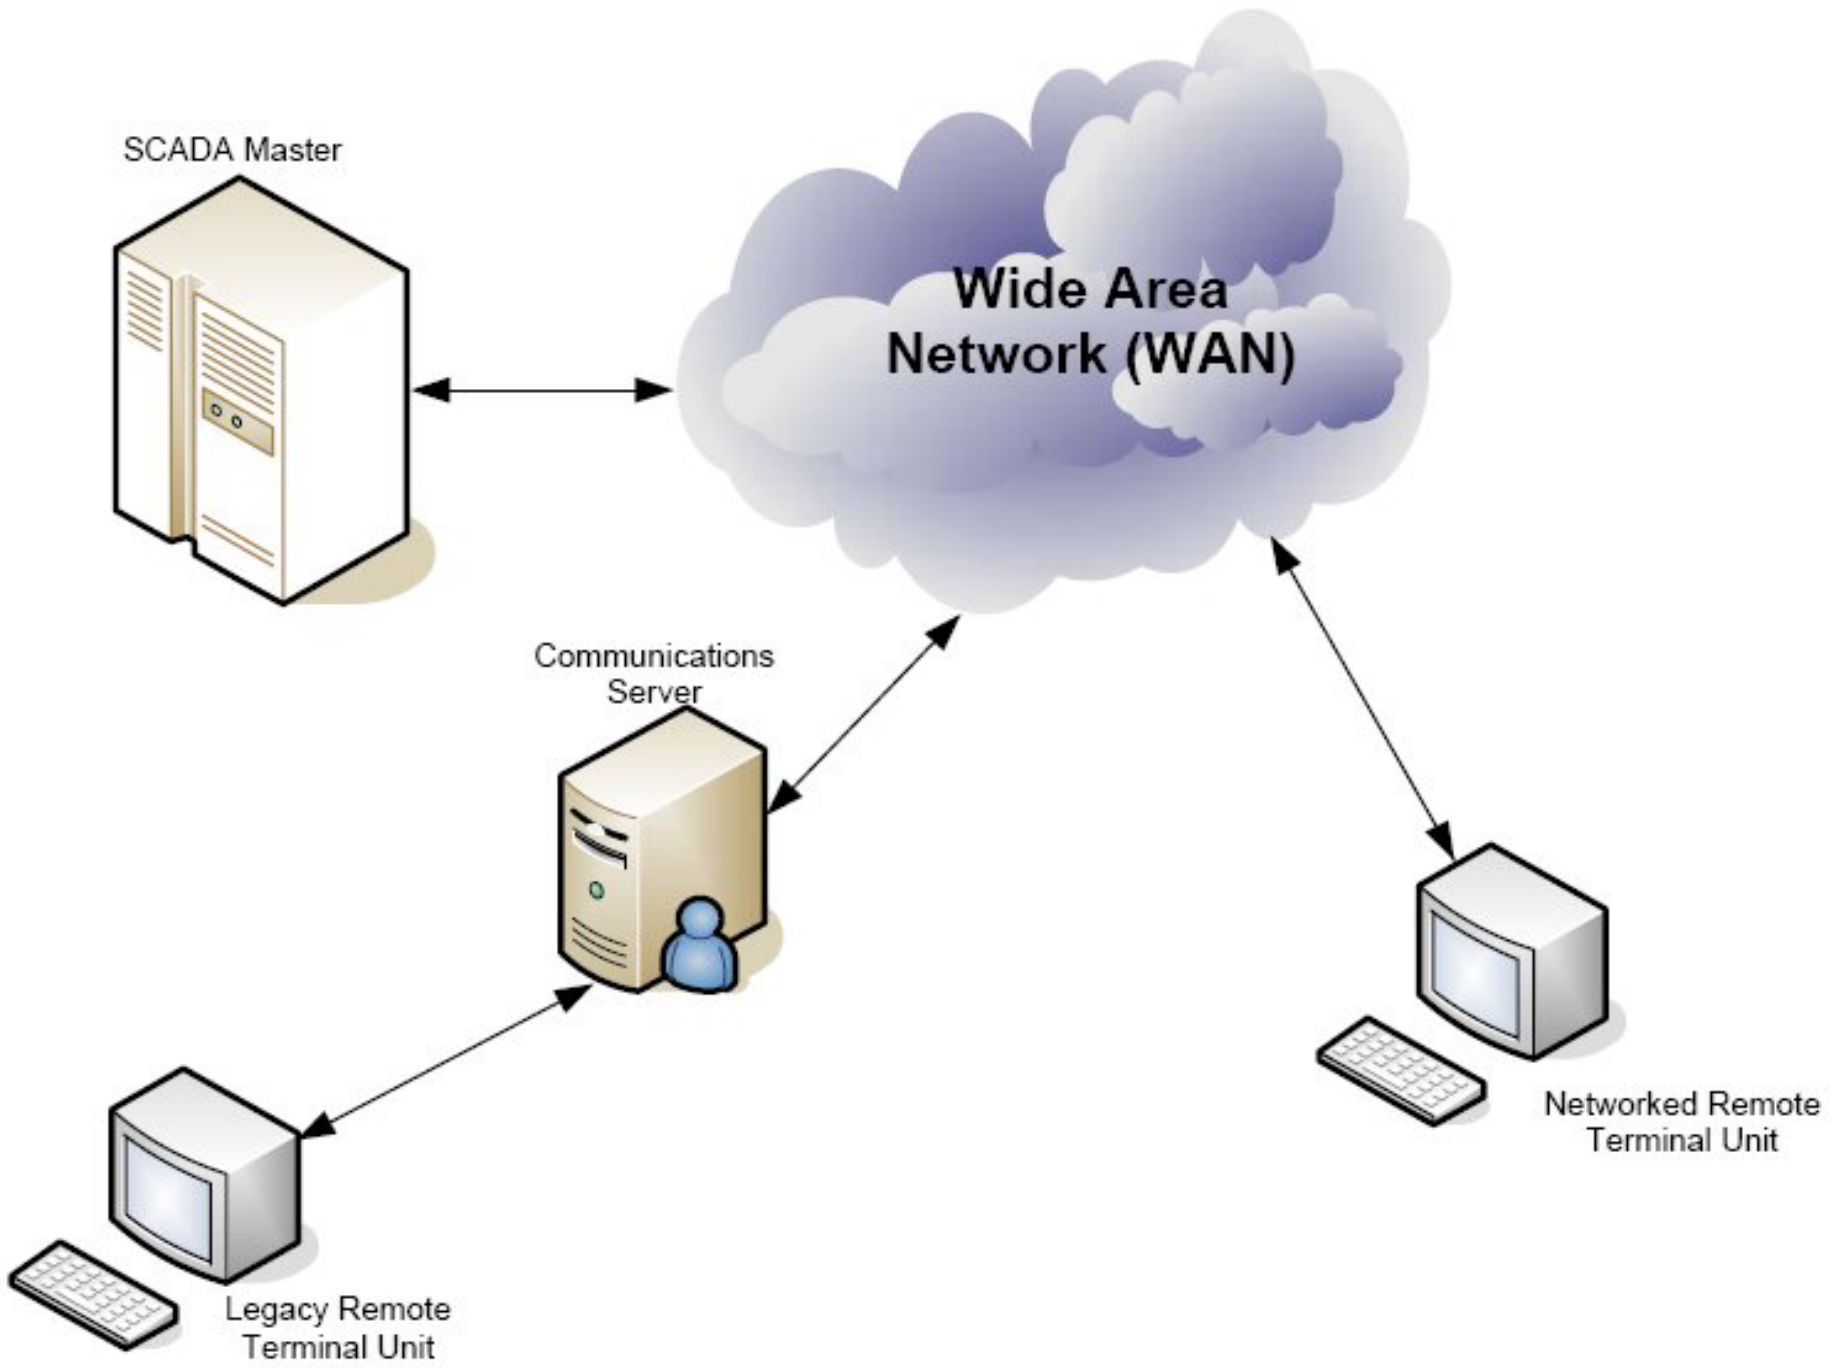 SCADA Master
Wide Area
Network (WAN)
Communications
Server
Networked Remote
Terminal Unit
Legacy Remote
Terminal Unit